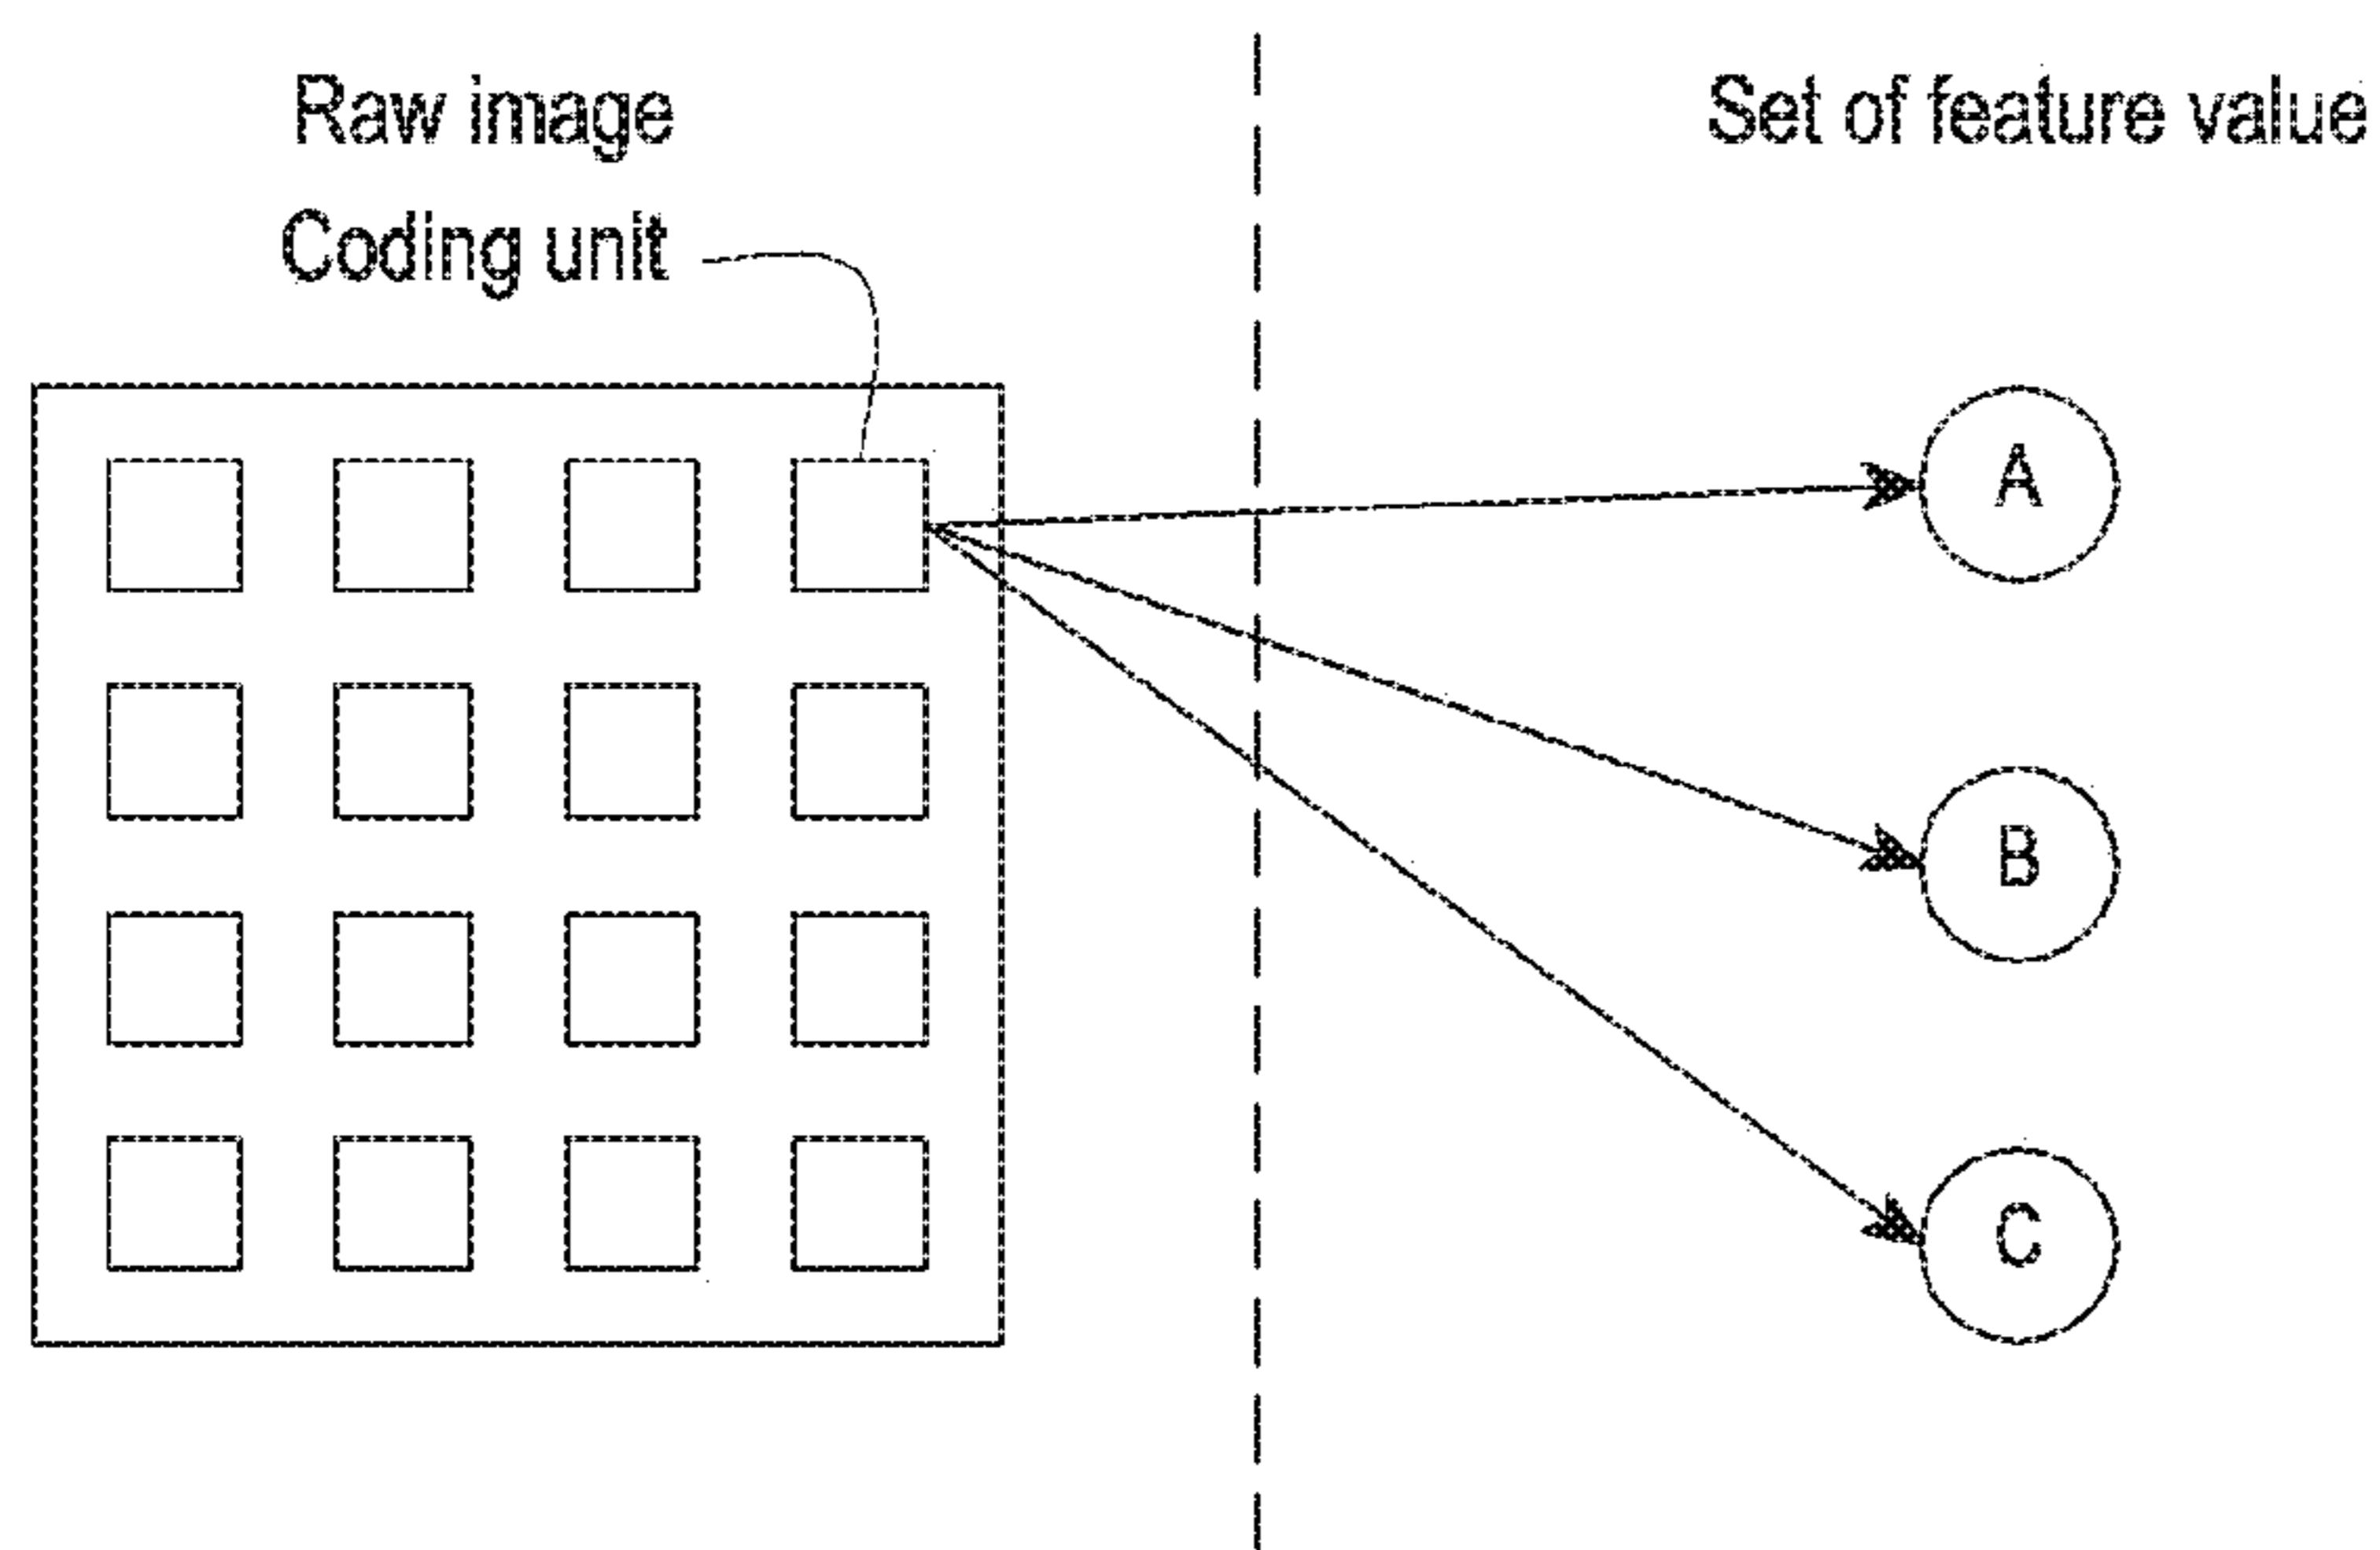 Raw image
Set of feature value
Coding unit
A
B
C